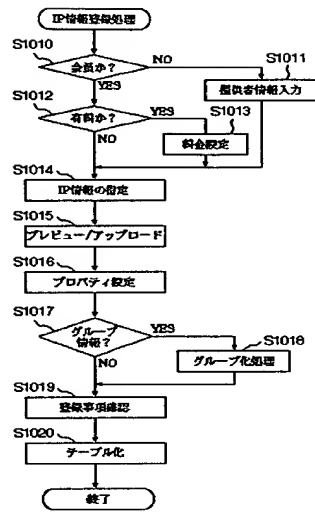 IP情報登録処理
S1010
会員か?
NO
S1011
YES
提供者情報入力
S1012
有料か?
YES
S1013
NO
料金設定
S1014
IP情報の指定
S1015
プレビュー/アップロード
S1016
プロパティ設定
S1017
グループ
情報?
YES
S1018
NO
グループ化処理
S1019
登録事項確認
S1020
テーブル化
終了